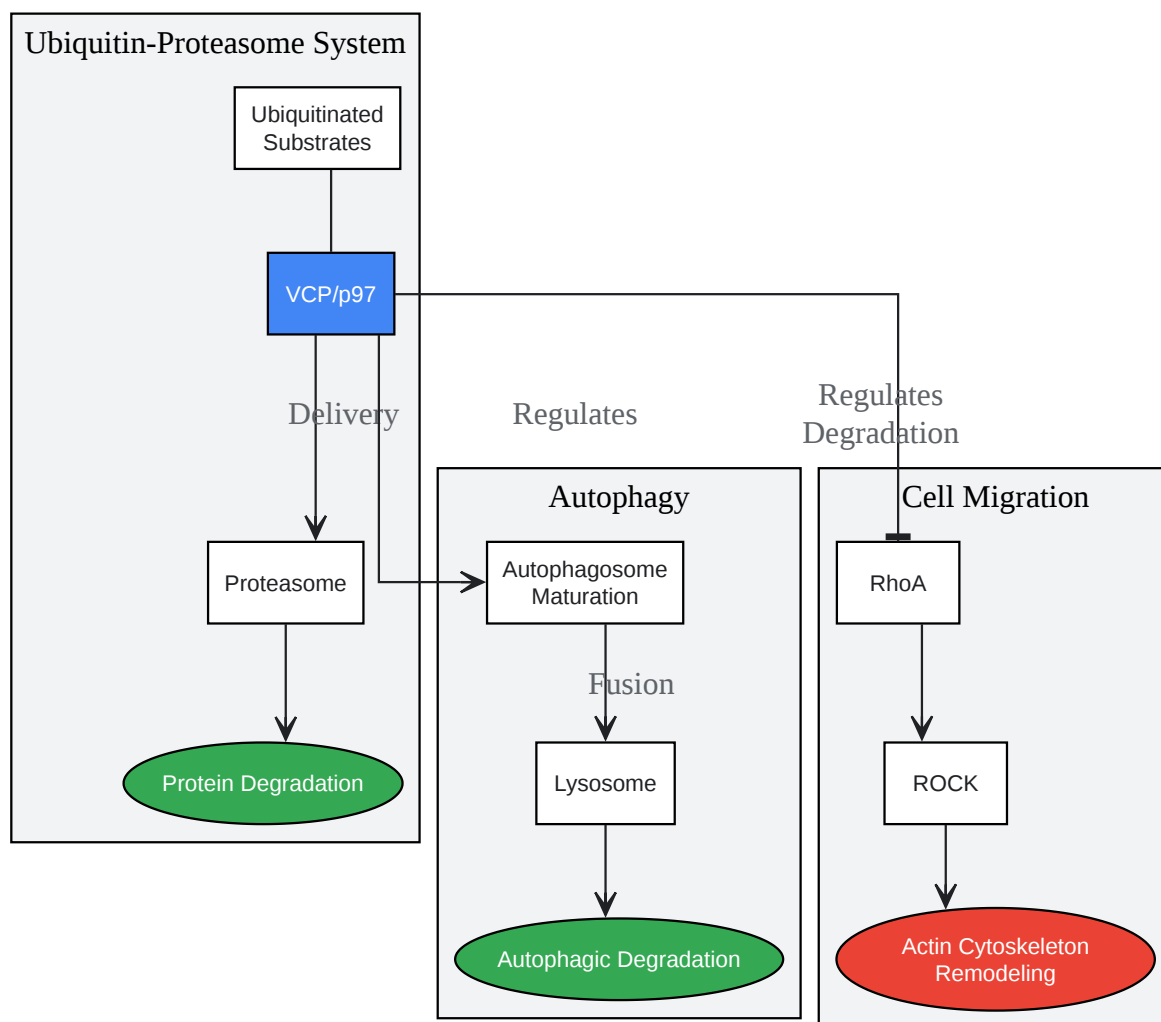 Ubiquitin-Proteasome System
Ubiquitinated
Substrates
VCP/p97
Delivery
Regulates
Regulates
Degradation
Autophagy
Cell Migration
Proteasome
Autophagosome
Maturation
RhoA
Fusion
Protein Degradation
Lysosome
ROCK
Autophagic Degradation
Actin Cytoskeleton
Remodeling